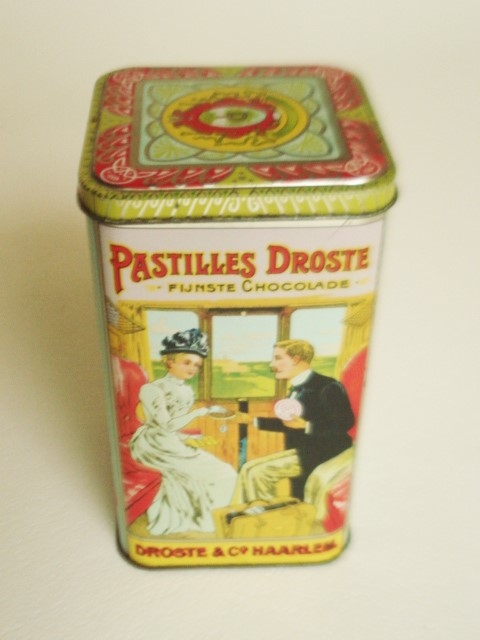 PASTILLES DROSTE
FIJNSTE CHOCOLADE
DROSTE & Co HAARLEM